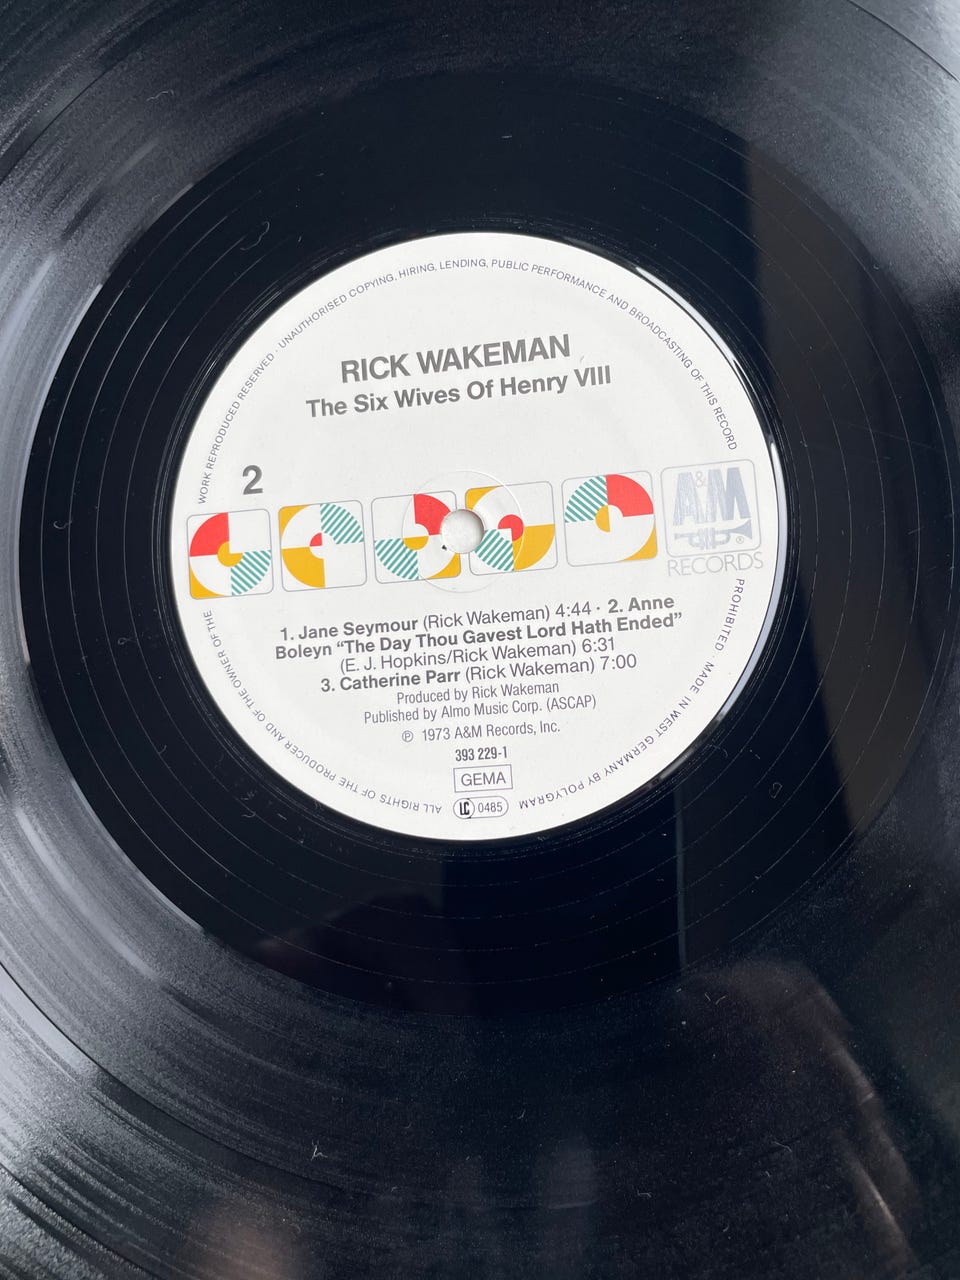 WORK REPRODUCED RESERVED · UNAUTHORISED COPYING, HIRING, LENDING, PUBLIC PERFORMANCE AND BROADCASTING OF THIS RECORD
RICK WAKEMAN
The Six Wives Of Henry VIII
2
A&M
®
RECORDS
1. Jane Seymour (Rick Wakeman) 4:44 · 2. Anne
Boleyn “The Day Thou Gavest Lord Hath Ended”
(E. J. Hopkins/Rick Wakeman) 6:31
3. Catherine Parr (Rick Wakeman) 7:00
Produced by Rick Wakeman
Published by Almo Music Corp. (ASCAP)
℗ 1973 A&M Records, Inc.
393 229-1
GEMA
LC 0485
ALL RIGHTS OF THE PRODUCER AND OF THE OWNER OF THE
PROHIBITED · MADE IN WEST GERMANY BY POLYGRAM